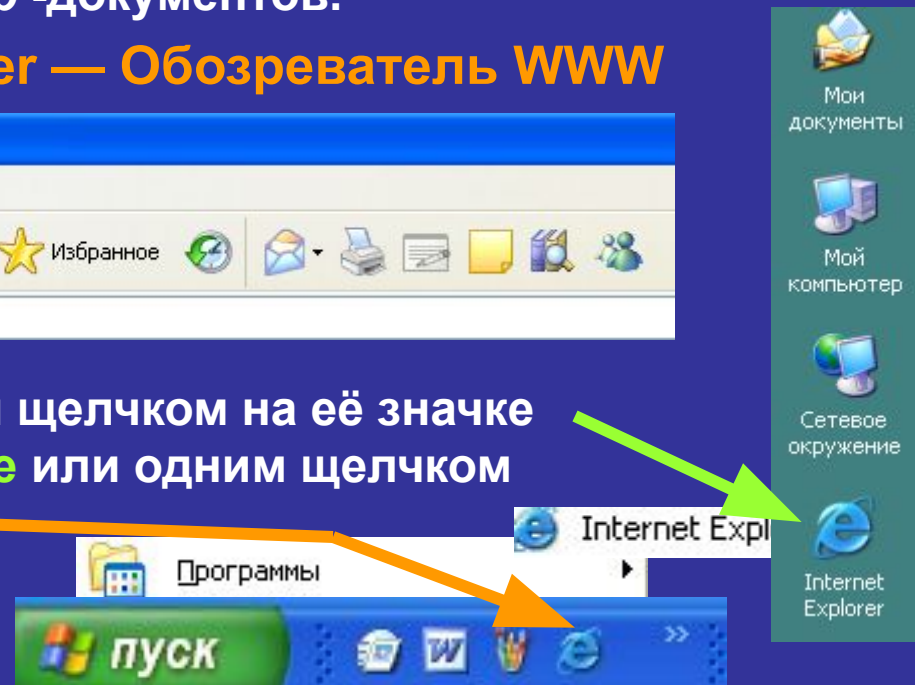 -документов.
er — Обозреватель WWW
Избранное
щелчком на её значке
е или одним щелчком
Internet Expl
Программы
пуск
W
»
Мои
документы
Мой
компьютер
Сетевое
окружение
Internet
Explorer